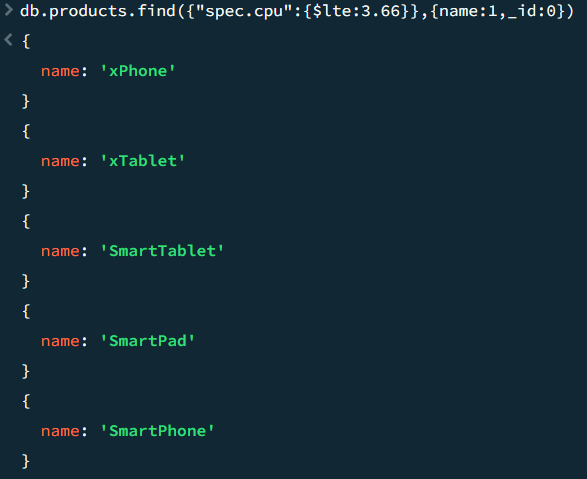 > db.products.find({"spec.cpu":{$lte:3.66}},{name:1,_id:0})
< {
name: 'xPhone'
}
{
name: 'xTablet'
}
{
name: 'SmartTablet'
}
{
name: 'SmartPad'
}
{
name: 'SmartPhone'
}